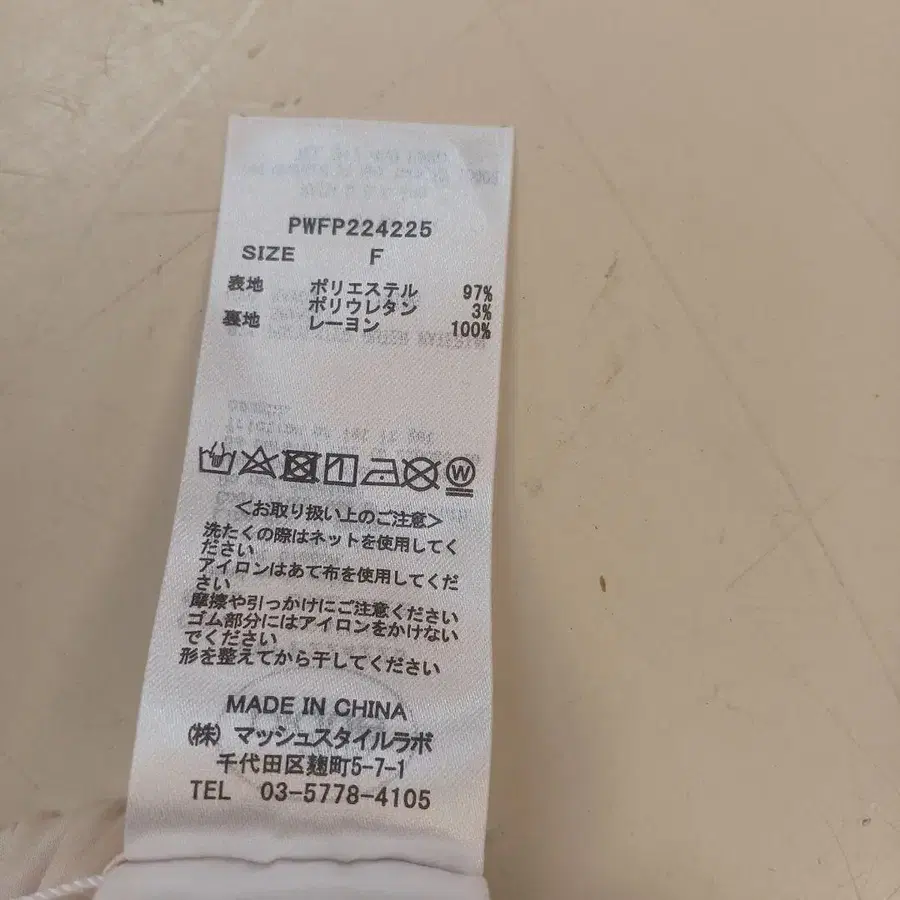 PWFP224225
SIZE F
表地 ポリエステル 97%
ポリウレタン 3%
裏地 レーヨン 100%
W
<お取り扱い上のご注意>
洗たくの際はネットを使用してく
ださい
アイロンはあて布を使用してくだ
さい
摩擦や引っかけにご注意ください
ゴム部分にはアイロンをかけない
でください
形を整えてから干してください
MADE IN CHINA
(株) マッシュスタイルラボ
千代田区麹町5-7-1
TEL 03-5778-4105